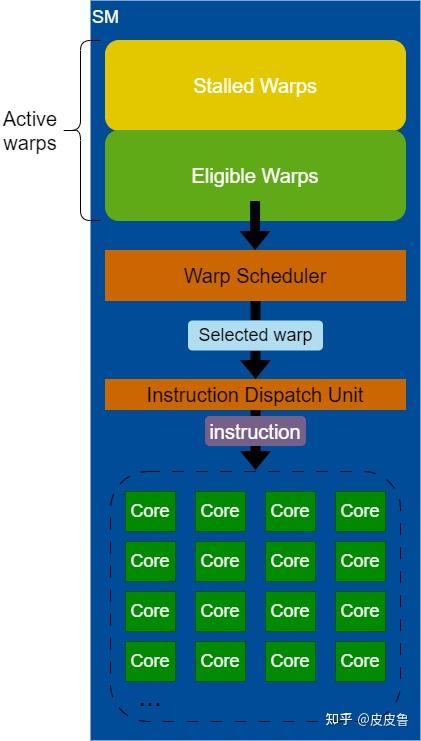 SM
Active
warps
Stalled Warps
Eligible Warps
Warp Scheduler
Selected warp
Instruction Dispatch Unit
instruction
Core Core Core Core
Core Core Core Core
Core Core Core Core
Core Core Core Core
...
知乎 @皮皮鲁